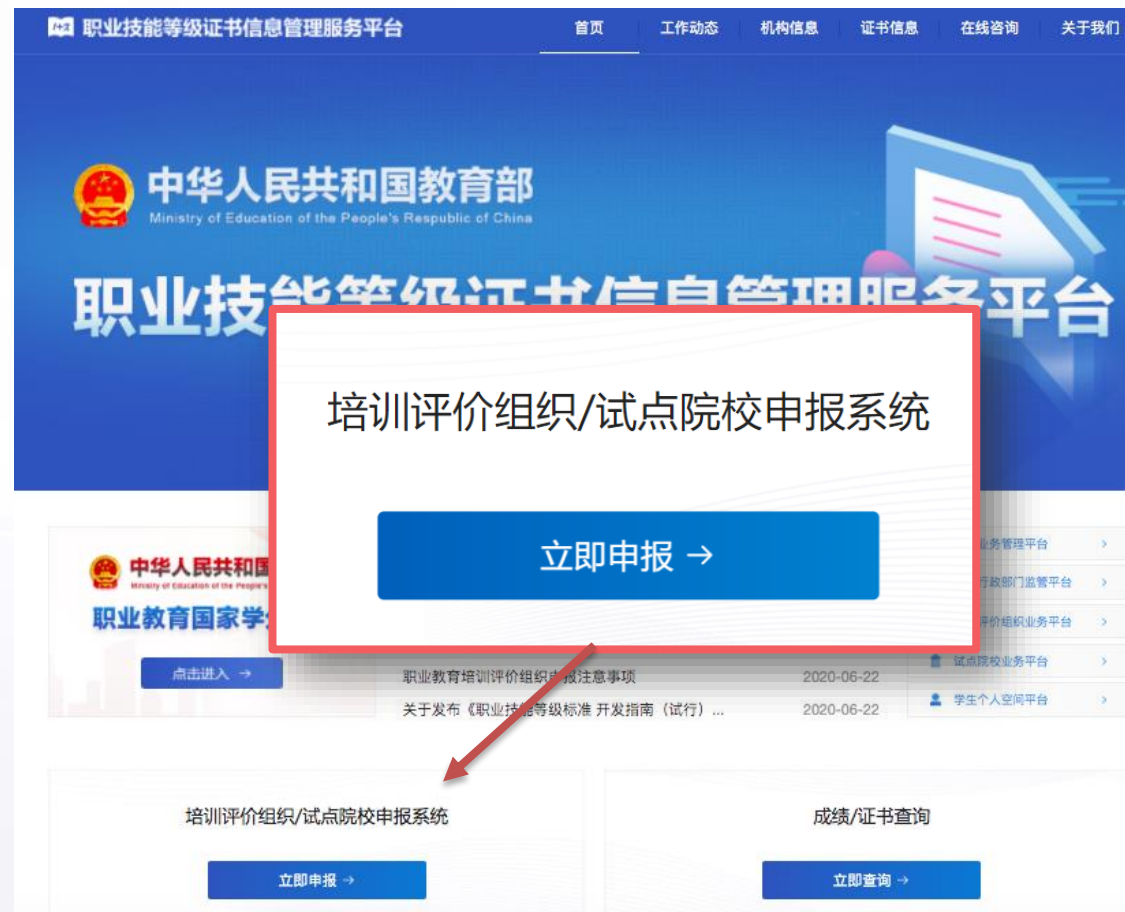 1+X 职业技能等级证书信息管理服务平台
首页 工作动态 机构信息 证书信息 在线咨询 关于我们
中华人民共和国教育部
Ministry of Education of the People's Respublic of China
职业技能等级证书信息管理服务平台
培训评价组织/试点院校申报系统
立即申报 →
中华人民共和国
Ministry of Education of the People's
职业教育国家学
点击进入 →
业务管理平台 >
行政部门监管平台 >
评价组织业务平台 >
试点院校业务平台 >
学生个人空间平台 >
职业教育培训评价组织申报注意事项 2020-06-22
关于发布《职业技能等级标准 开发指南（试行）... 2020-06-22
培训评价组织/试点院校申报系统
立即申报 →
成绩/证书查询
立即查询 →